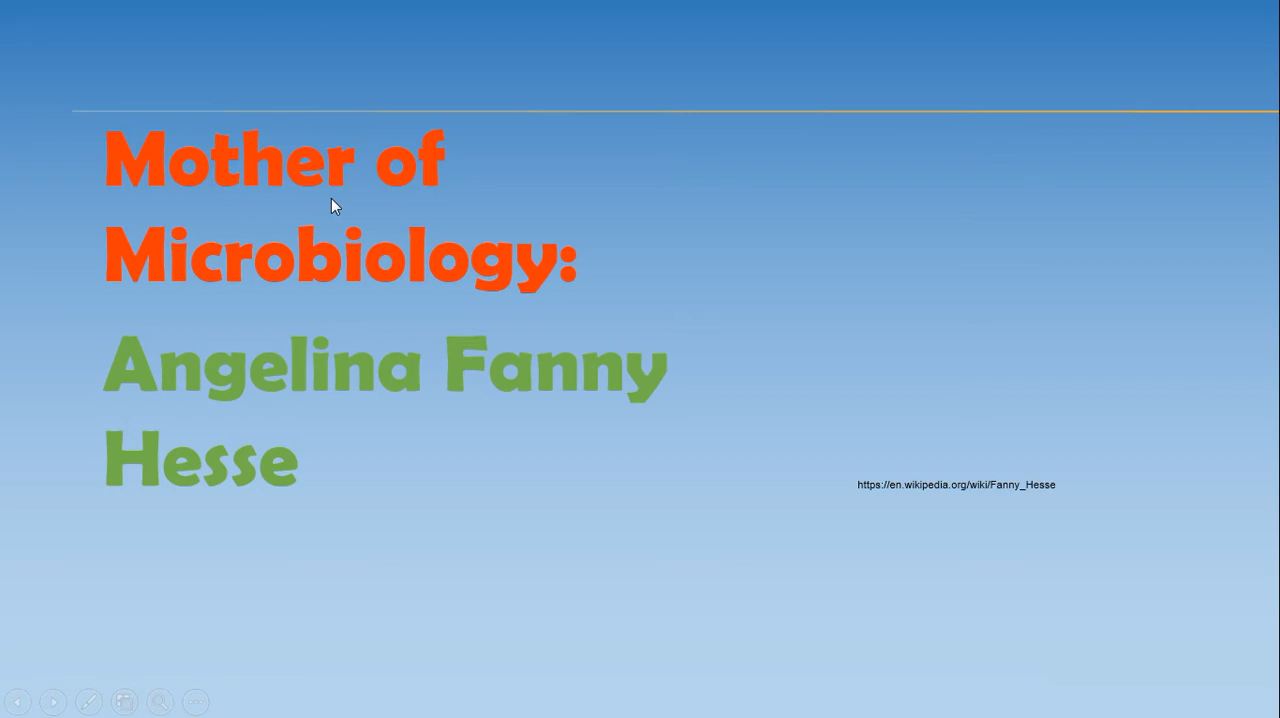 Mother of
Microbiology:
Angelina Fanny
Hesse
https://en.wikipedia.org/wiki/Fanny_Hesse